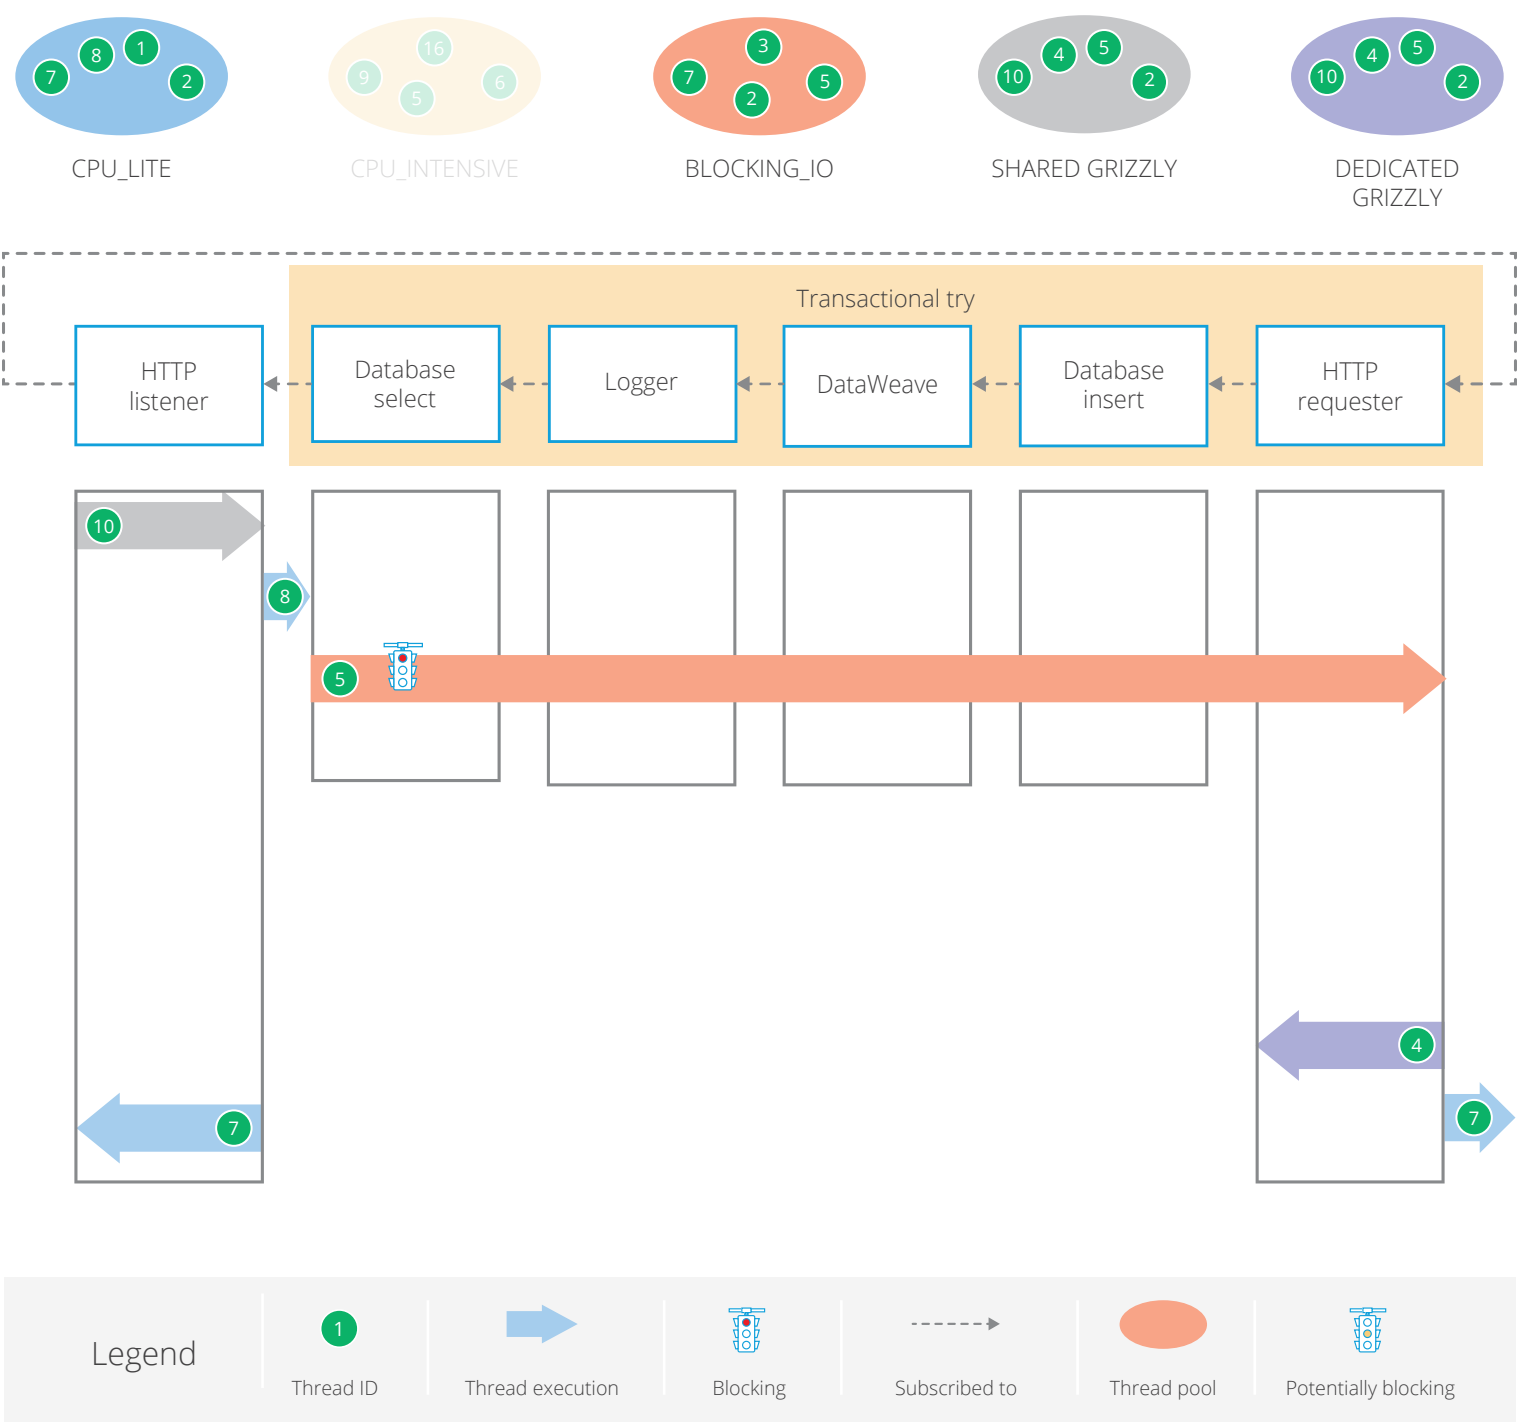 7
8
1
2
16
9
5
6
3
7
2
5
10
4
5
2
10
4
5
2
CPU_LITE
CPU_INTENSIVE
BLOCKING_IO
SHARED GRIZZLY
DEDICATED
GRIZZLY
Transactional try
HTTP
listener
Database
select
Logger
DataWeave
Database
insert
HTTP
requester
10
8
5
4
7
7
Legend
1
Thread ID
Thread execution
Blocking
Subscribed to
Thread pool
Potentially blocking